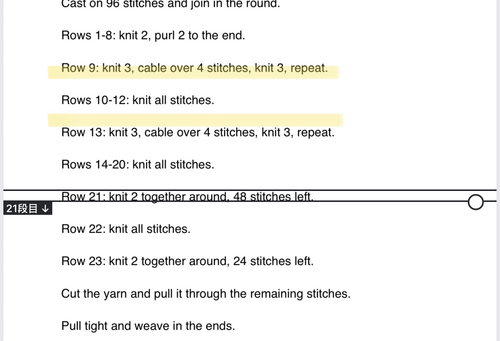 Cast on 96 stitches and join in the round.
Rows 1-8: knit 2, purl 2 to the end.
Row 9: knit 3, cable over 4 stitches, knit 3, repeat.
Rows 10-12: knit all stitches.
Row 13: knit 3, cable over 4 stitches, knit 3, repeat.
Rows 14-20: knit all stitches.
Row 21: knit 2 together around, 48 stitches left.
21段目 ↓
Row 22: knit all stitches.
Row 23: knit 2 together around, 24 stitches left.
Cut the yarn and pull it through the remaining stitches.
Pull tight and weave in the ends.